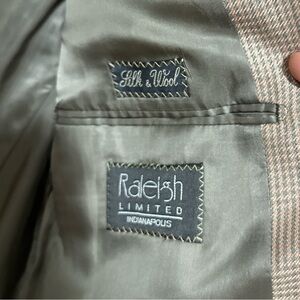 Silk & Wool
Raleigh
LIMITED
INDIANAPOLIS